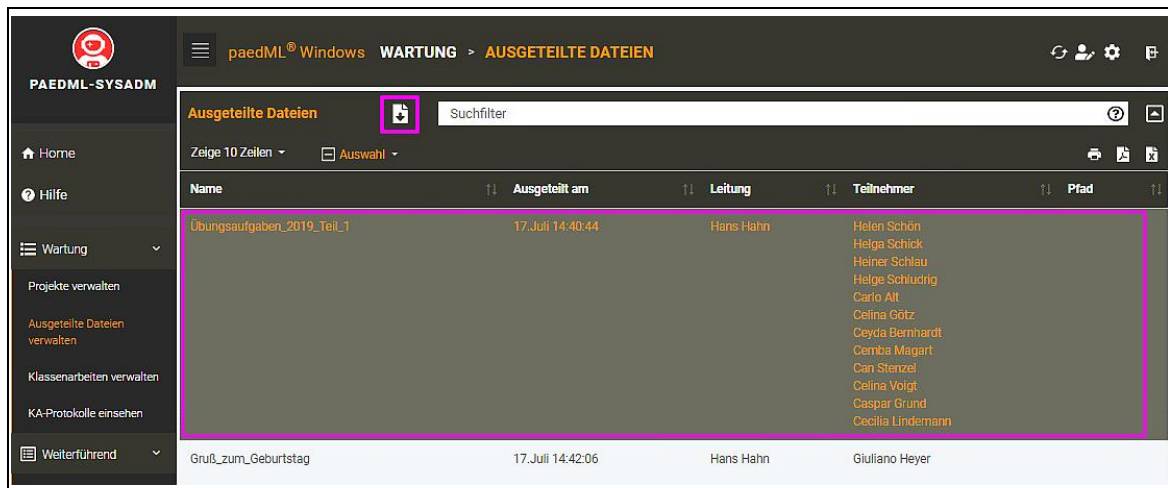 PAEDML-SYSADM
paedML® Windows WARTUNG > AUSGETEILTE DATEIEN
Home
Hilfe
Wartung
Projekte verwalten
Ausgeteilte Dateien
verwalten
Klassenarbeiten verwalten
KA-Protokolle einsehen
Weiterführend
Ausgeteilte Dateien Suchfilter
Zeige 10 Zeilen Auswahl
Name Ausgeteilt am Leitung Teilnehmer Pfad
Übungsaufgaben_2019_Teil_1 17.Juli 14:40:44 Hans Hahn Helen Schön
Helga Schick
Heiner Schlau
Helge Schludrig
Carlo Alt
Celina Götz
Ceyda Bernhardt
Cemba Magart
Can Stenzel
Celina Voigt
Caspar Grund
Cecilia Lindemann
Gruß_zum_Geburtstag 17.Juli 14:42:06 Hans Hahn Giuliano Heyer